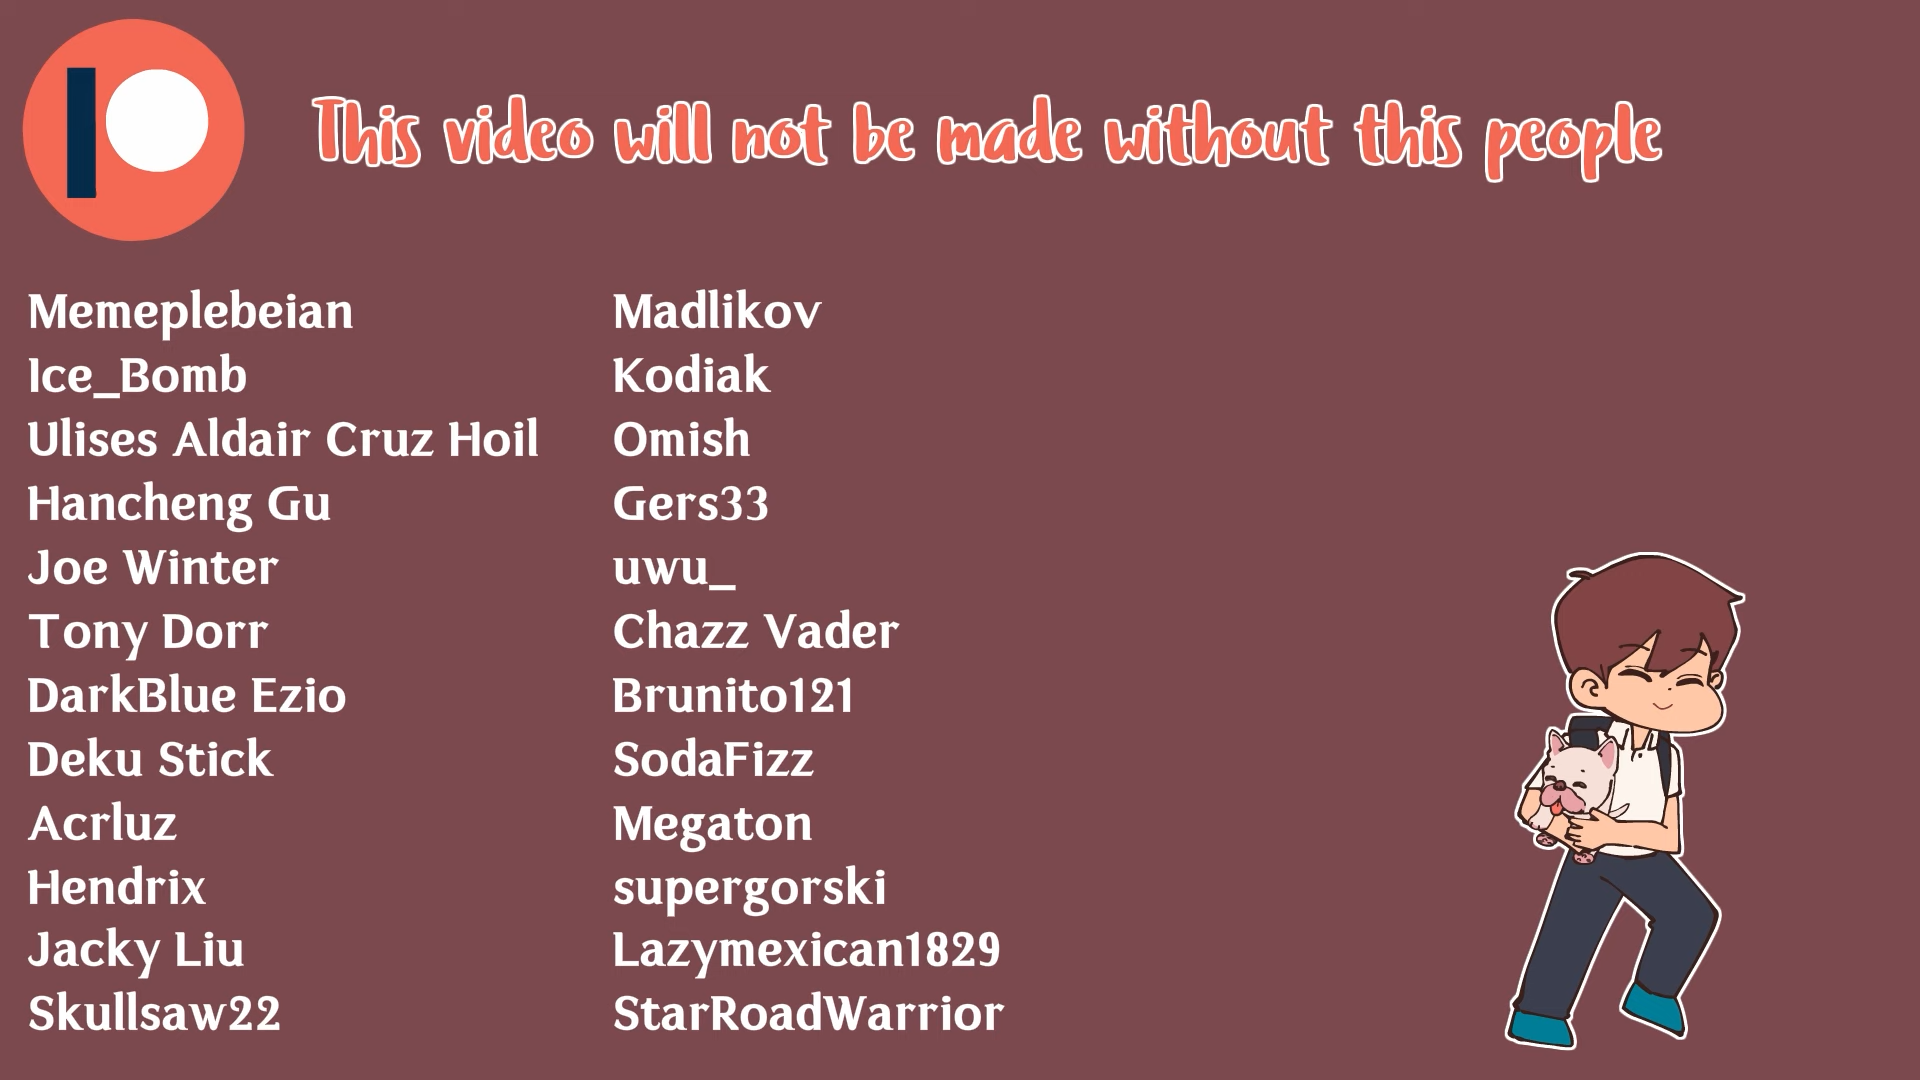 This video will not be made without this people
Memeplebeian
Ice_Bomb
Ulises Aldair Cruz Hoil
Hancheng Gu
Joe Winter
Tony Dorr
DarkBlue Ezio
Deku Stick
Acrluz
Hendrix
Jacky Liu
Skullsaw22
Madlikov
Kodiak
Omish
Gers33
uwu_
Chazz Vader
Brunito121
SodaFizz
Megaton
supergorski
Lazymexican1829
StarRoadWarrior